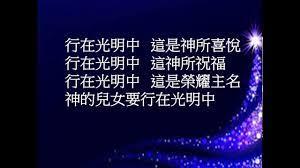 行在光明中 這是神所喜悅
行在光明中 這神所祝福
行在光明中 這是榮耀主名
神的兒女要行在光明中